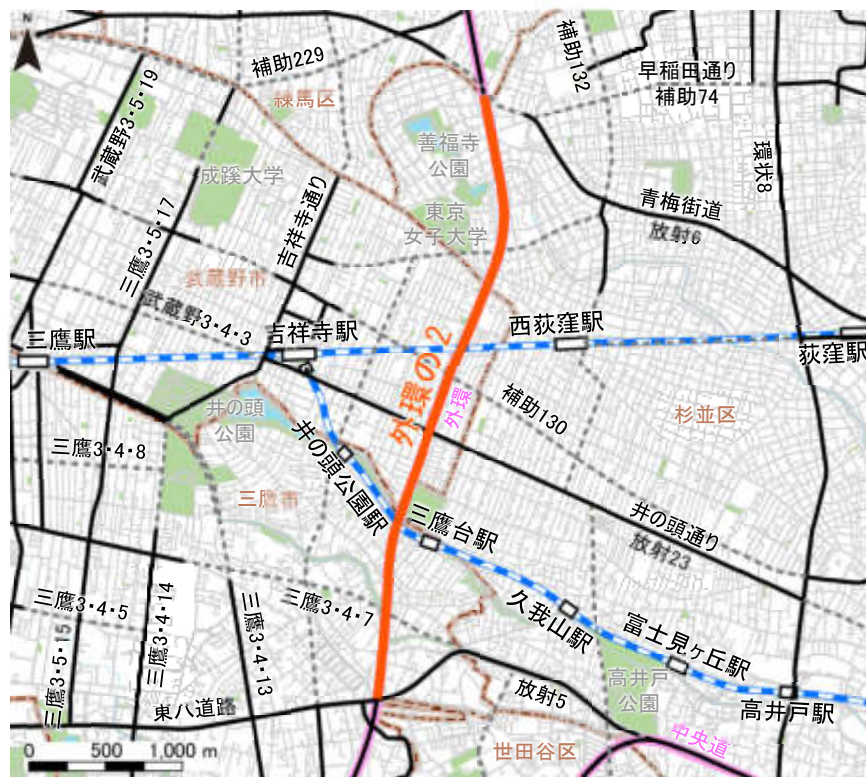 N
補助229
補助132
早稲田通り
補助74
武蔵野3・5・19
練馬区
善福寺
公園
成蹊大学
環状8
吉祥寺通り
東京
女子大学
青梅街道
放射6
三鷹3・5・17
武蔵野市
武蔵野3・4・3
三鷹駅
吉祥寺駅
西荻窪駅
荻窪駅
外環の2
外環
井の頭
公園
補助130
杉並区
三鷹3・4・8
井の頭公園駅
三鷹市
三鷹台駅
井の頭通り
放射23
三鷹3・4・5
三鷹3・4・14
三鷹3・4・13
三鷹3・4・7
久我山駅
富士見ヶ丘駅
三鷹3・5・15
高井戸
公園
放射5
東八道路
高井戸駅
世田谷区
中央道
0 500 1,000 m